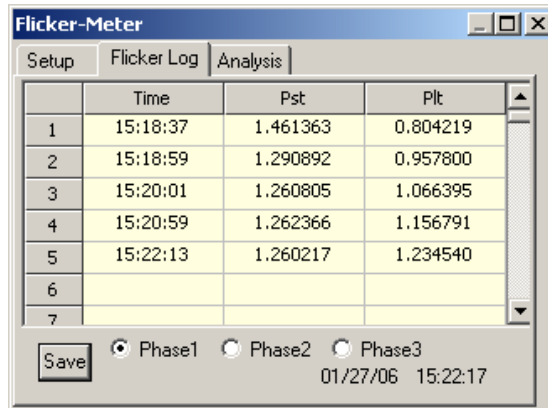 Flicker-Meter
Setup Flicker Log Analysis
Time Pst Plt
1 15:18:37 1.461363 0.804219
2 15:18:59 1.290892 0.957800
3 15:20:01 1.260805 1.066395
4 15:20:59 1.262366 1.156791
5 15:22:13 1.260217 1.234540
6
7
Save Phase1 Phase2 Phase3
01/27/06 15:22:17